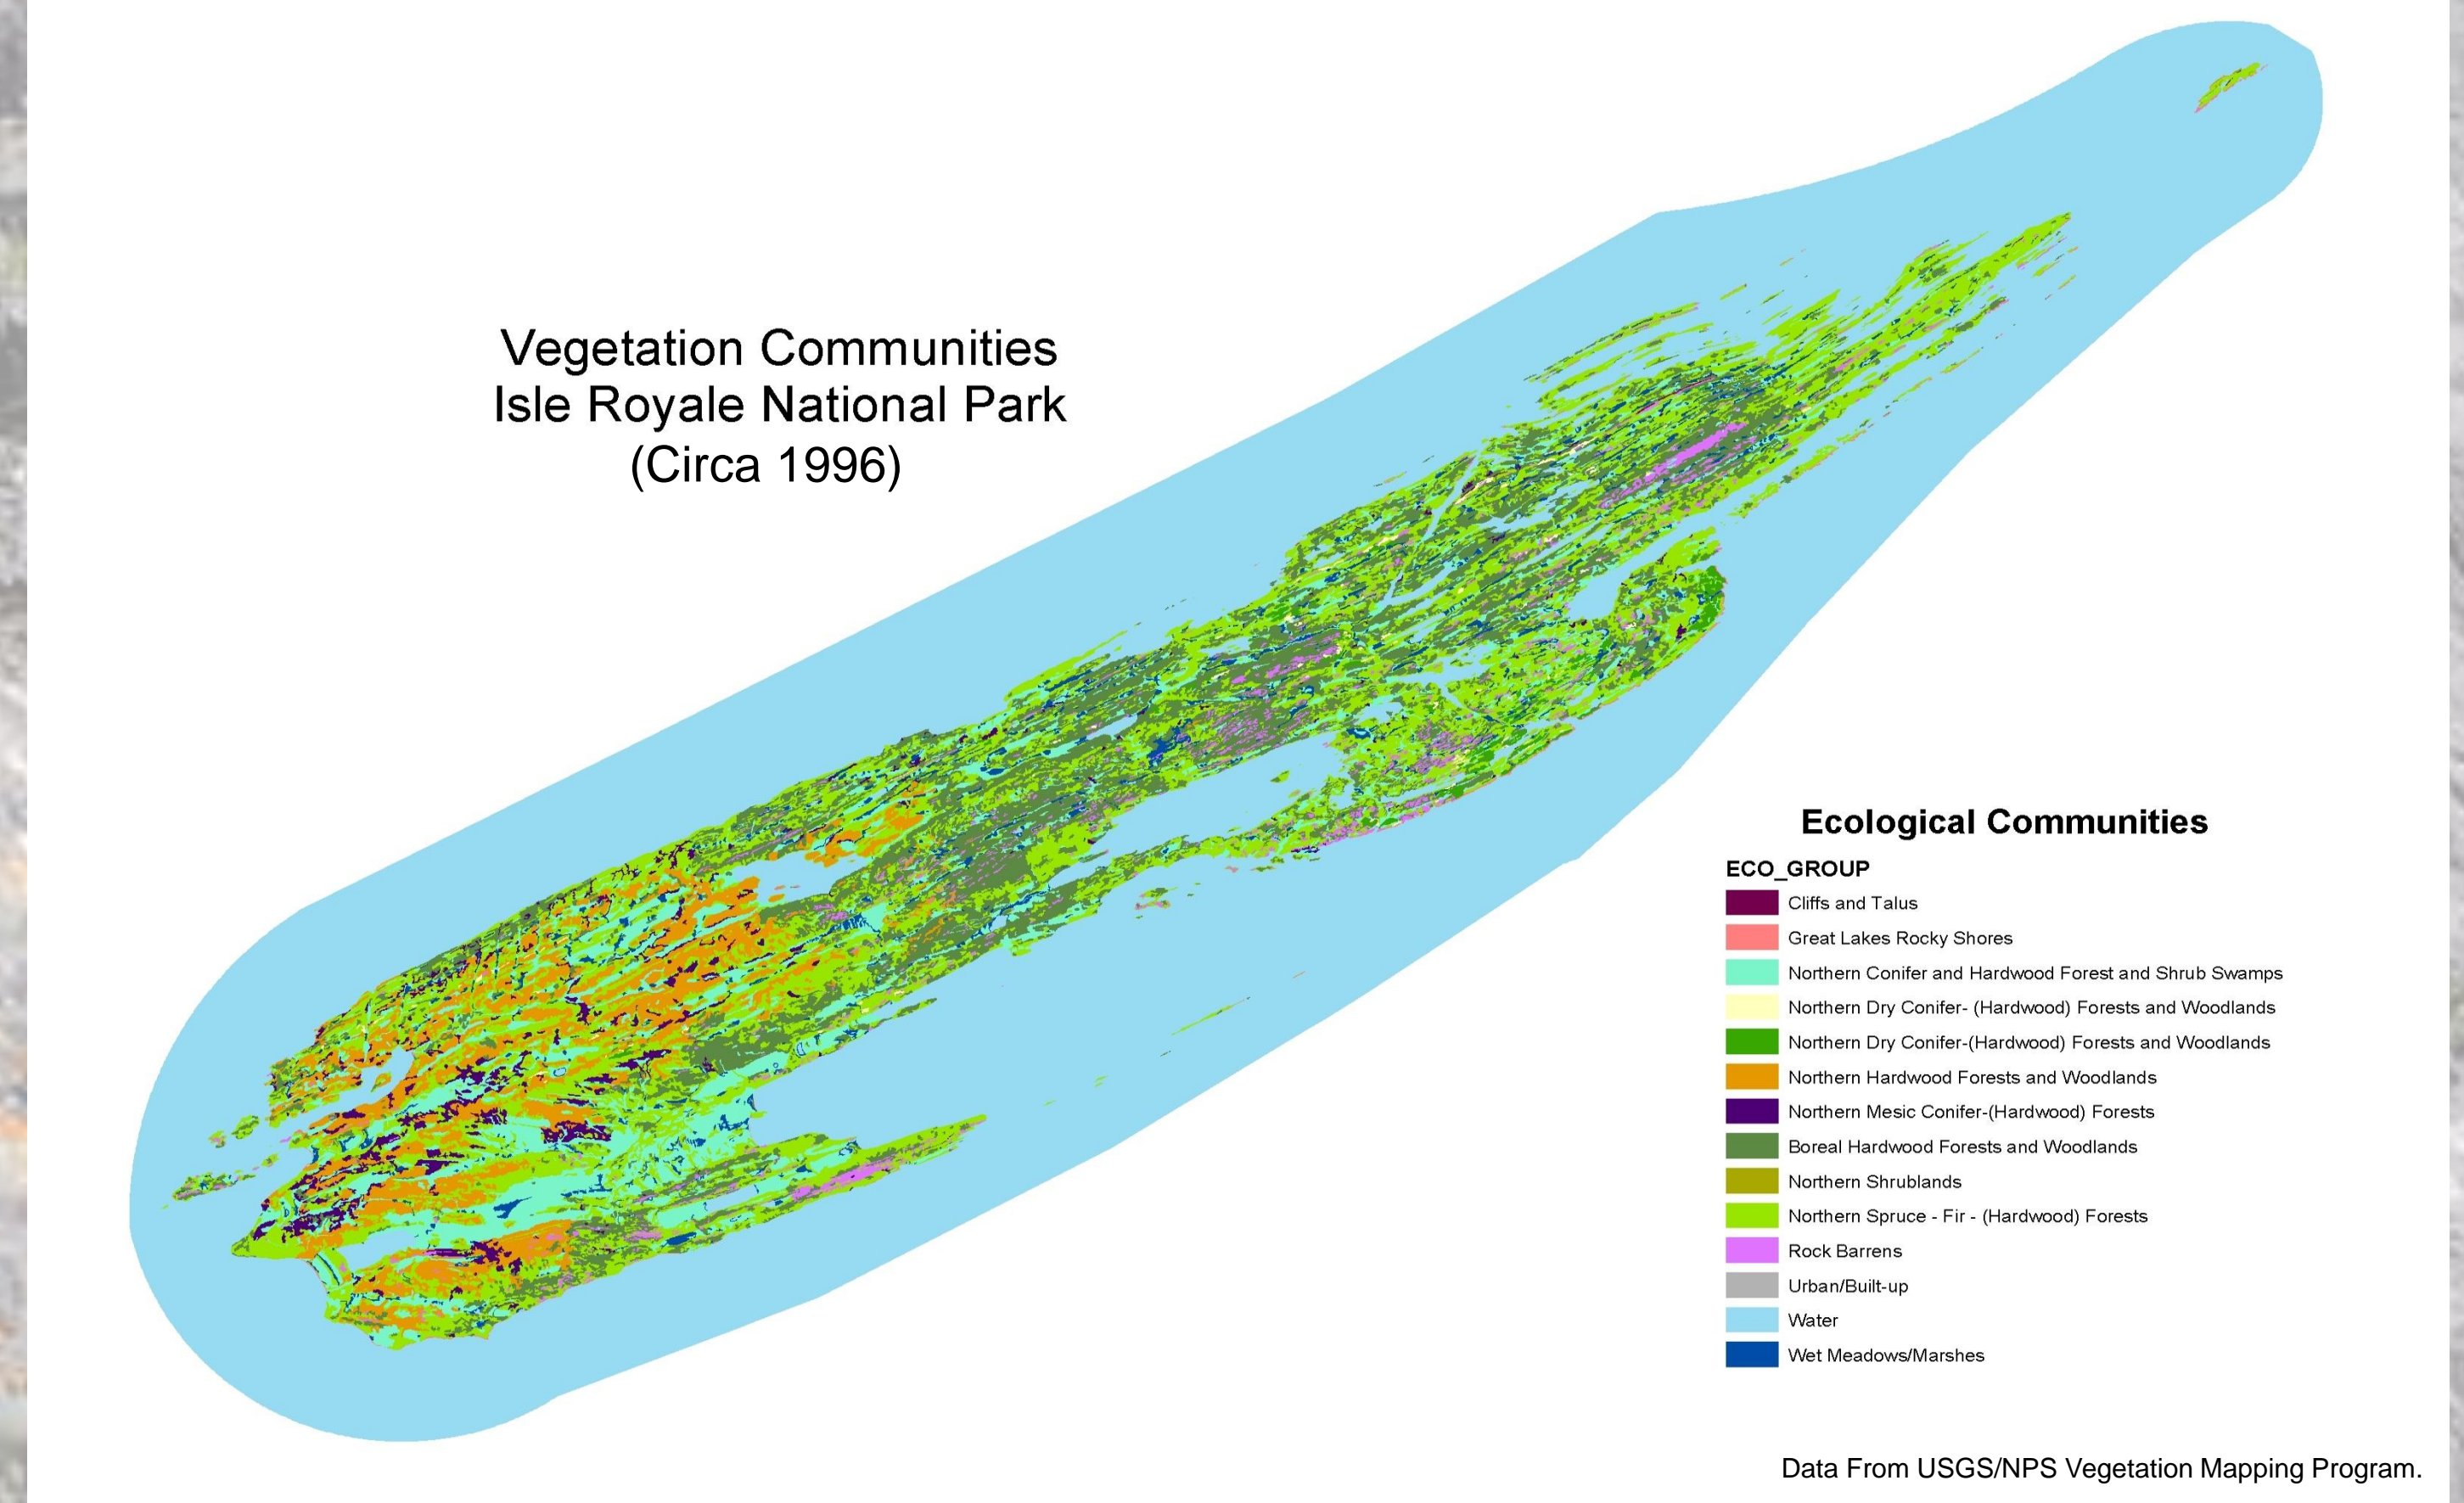 Vegetation Communities
Isle Royale National Park
(Circa 1996)
Ecological Communities
ECO_GROUP
Cliffs and Talus
Great Lakes Rocky Shores
Northern Conifer and Hardwood Forest and Shrub Swamps
Northern Dry Conifer- (Hardwood) Forests and Woodlands
Northern Dry Conifer-(Hardwood) Forests and Woodlands
Northern Hardwood Forests and Woodlands
Northern Mesic Conifer-(Hardwood) Forests
Boreal Hardwood Forests and Woodlands
Northern Shrublands
Northern Spruce - Fir - (Hardwood) Forests
Rock Barrens
Urban/Built-up
Water
Wet Meadows/Marshes
Data From USGS/NPS Vegetation Mapping Program.